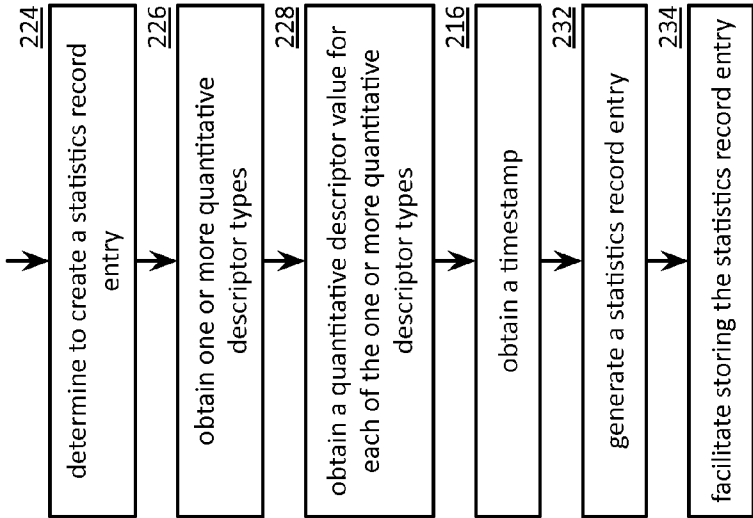 224
determine to create a statistics record
entry
226
obtain one or more quantitative
descriptor types
228
obtain a quantitative descriptor value for
each of the one or more quantitative
descriptor types
216
obtain a timestamp
232
generate a statistics record entry
234
facilitate storing the statistics record entry